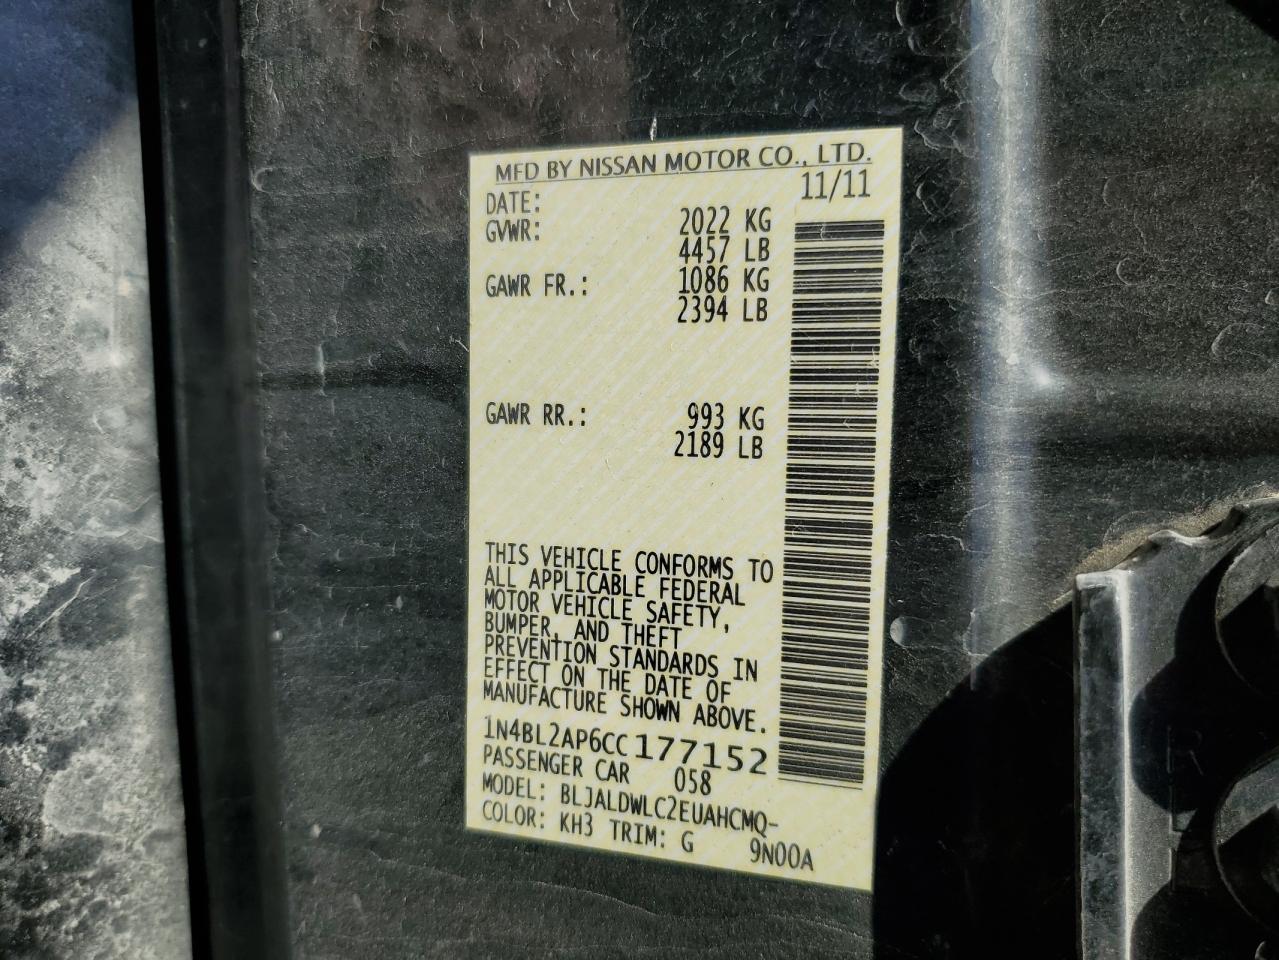 MFD BY NISSAN MOTOR CO., LTD.
DATE: 11/11
GVWR: 2022 KG
4457 LB
GAWR FR.: 1086 KG
2394 LB
GAWR RR.: 993 KG
2189 LB
THIS VEHICLE CONFORMS TO
ALL APPLICABLE FEDERAL
MOTOR VEHICLE SAFETY,
BUMPER, AND THEFT
PREVENTION STANDARDS IN
EFFECT ON THE DATE OF
MANUFACTURE SHOWN ABOVE.
1N4BL2AP6CC177152
PASSENGER CAR 058
MODEL: BLJALDWLC2EUAHCMQ-
COLOR: KH3 TRIM: G 9N00A